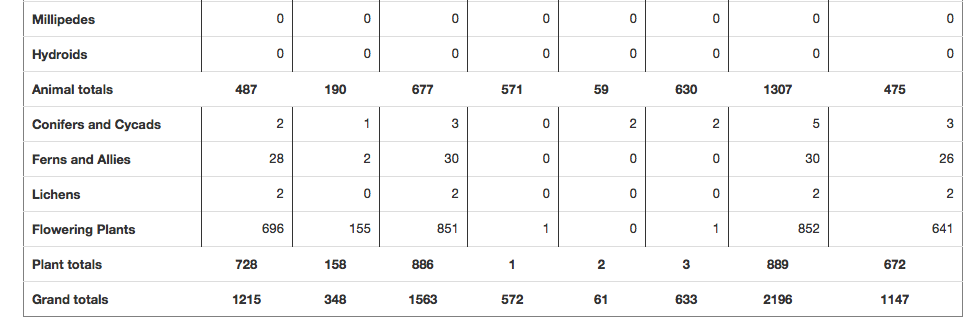 Millipedes 0 0 0 0 0 0 0 0
Hydroids 0 0 0 0 0 0 0 0
Animal totals 487 190 677 571 59 630 1307 475
Conifers and Cycads 2 1 3 0 2 2 5 3
Ferns and Allies 28 2 30 0 0 0 30 26
Lichens 2 0 2 0 0 0 2 2
Flowering Plants 696 155 851 1 0 1 852 641
Plant totals 728 158 886 1 2 3 889 672
Grand totals 1215 348 1563 572 61 633 2196 1147